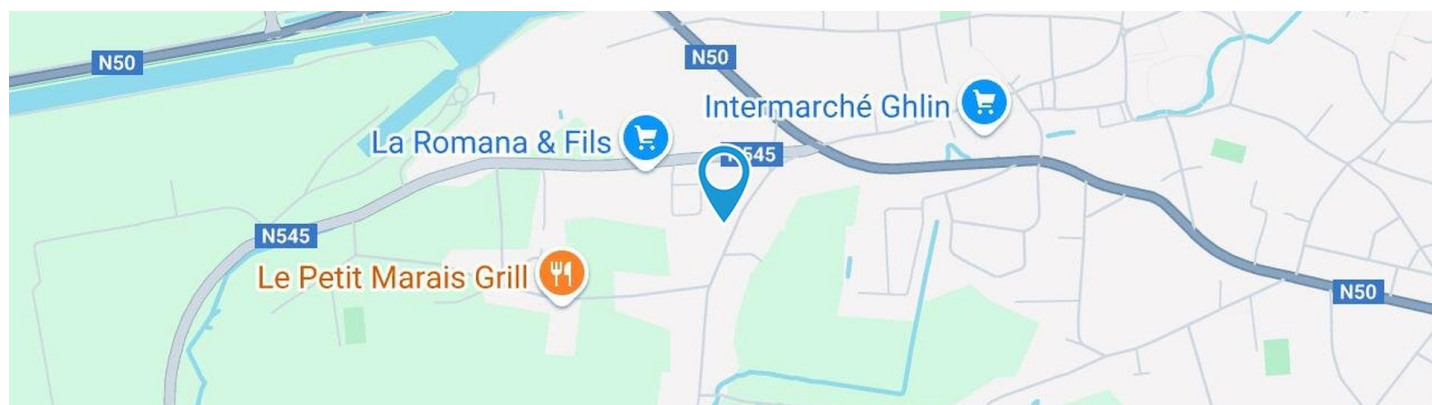 N50
N50
Intermarché Ghlin
La Romana & Fils
N545
N545
Le Petit Marais Grill
N50